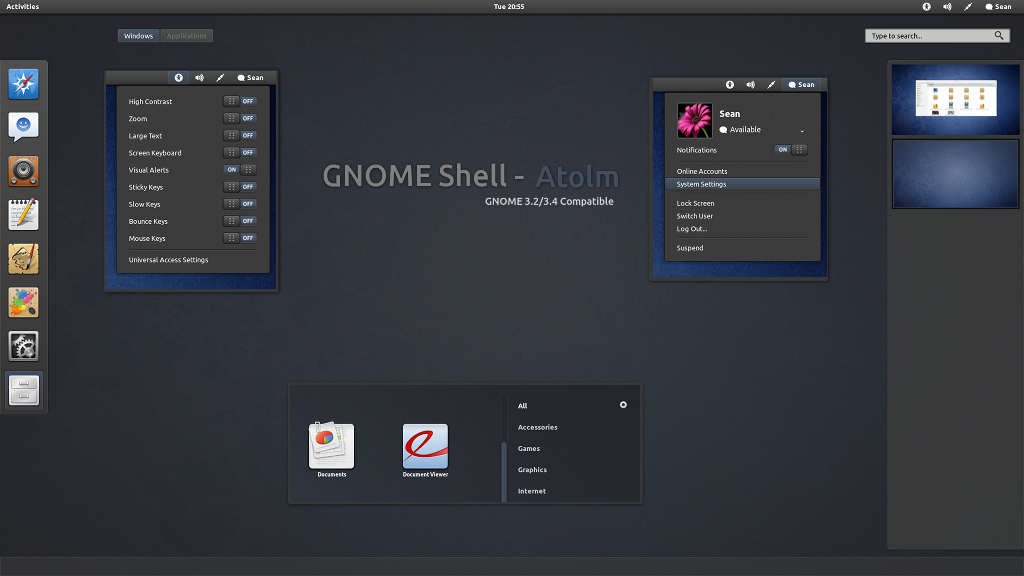 Activities
Tue 20:55
Sean
Windows
Applications
Type to search...
Sean
High Contrast
OFF
Zoom
OFF
Large Text
OFF
Screen Keyboard
OFF
Visual Alerts
ON
Sticky Keys
OFF
Slow Keys
OFF
Bounce Keys
OFF
Mouse Keys
OFF
Universal Access Settings
GNOME Shell - Atolm
GNOME 3.2/3.4 Compatible
Sean
Sean
Available
Notifications
ON
Online Accounts
System Settings
Lock Screen
Switch User
Log Out...
Suspend
Documents
Document Viewer
All
Accessories
Games
Graphics
Internet